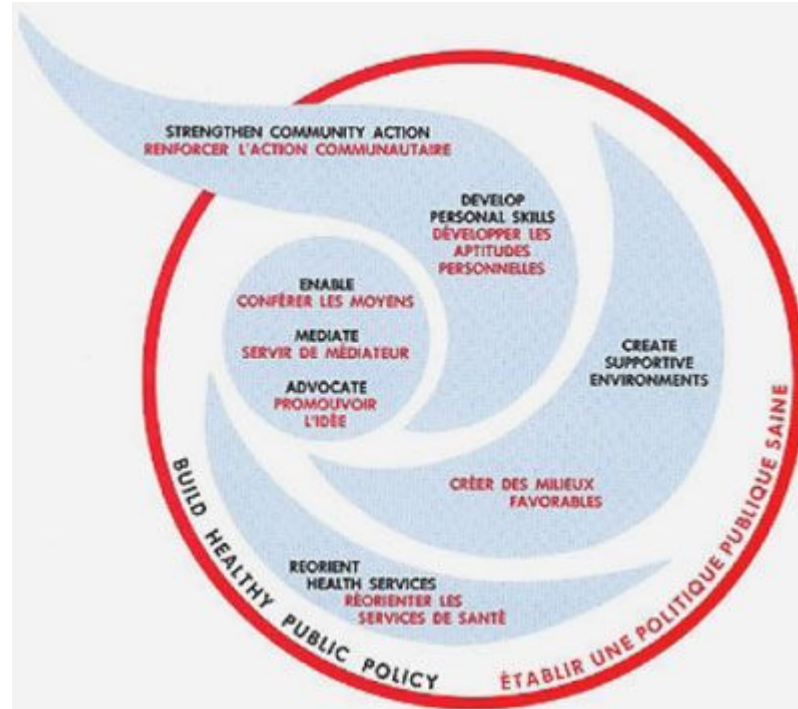 STRENGTHEN COMMUNITY ACTION
RENFORCER L'ACTION COMMUNAUTAIRE
DEVELOP
PERSONAL SKILLS
DÉVELOPPER LES
APTITUDES
PERSONNELLES
ENABLE
CONFÉRER LES MOYENS
MEDIATE
SERVIR DE MÉDIATEUR
ADVOCATE
PROMOUVOIR
L'IDÉE
CREATE
SUPPORTIVE
ENVIRONMENTS
CRÉER DES MILIEUX
FAVORABLES
REORIENT
HEALTH SERVICES
RÉORIENTER LES
SERVICES DE SANTÉ
BUILD HEALTHY PUBLIC POLICY
ÉTABLIR UNE POLITIQUE PUBLIQUE SAINE